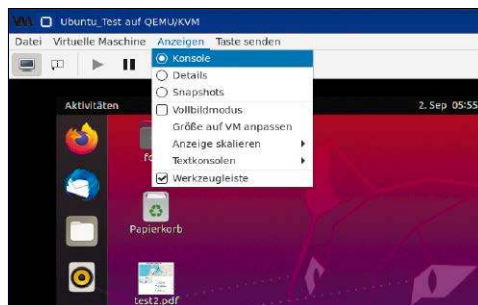 Ubuntu_Test auf QEMU/KVM
Datei Virtuelle Maschine Anzeigen Taste senden
Konsole
Details
Snapshots
Vollbildmodus
Größe auf VM anpassen
Anzeige skalieren
Textkonsolen
Werkzeugleiste
Aktivitäten
2. Sep 05:55
Papierkorb
test2.pdf